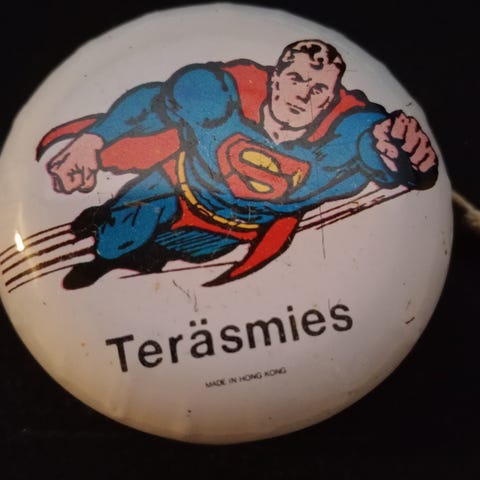 S
Teräsmies
MADE IN HONG KONG